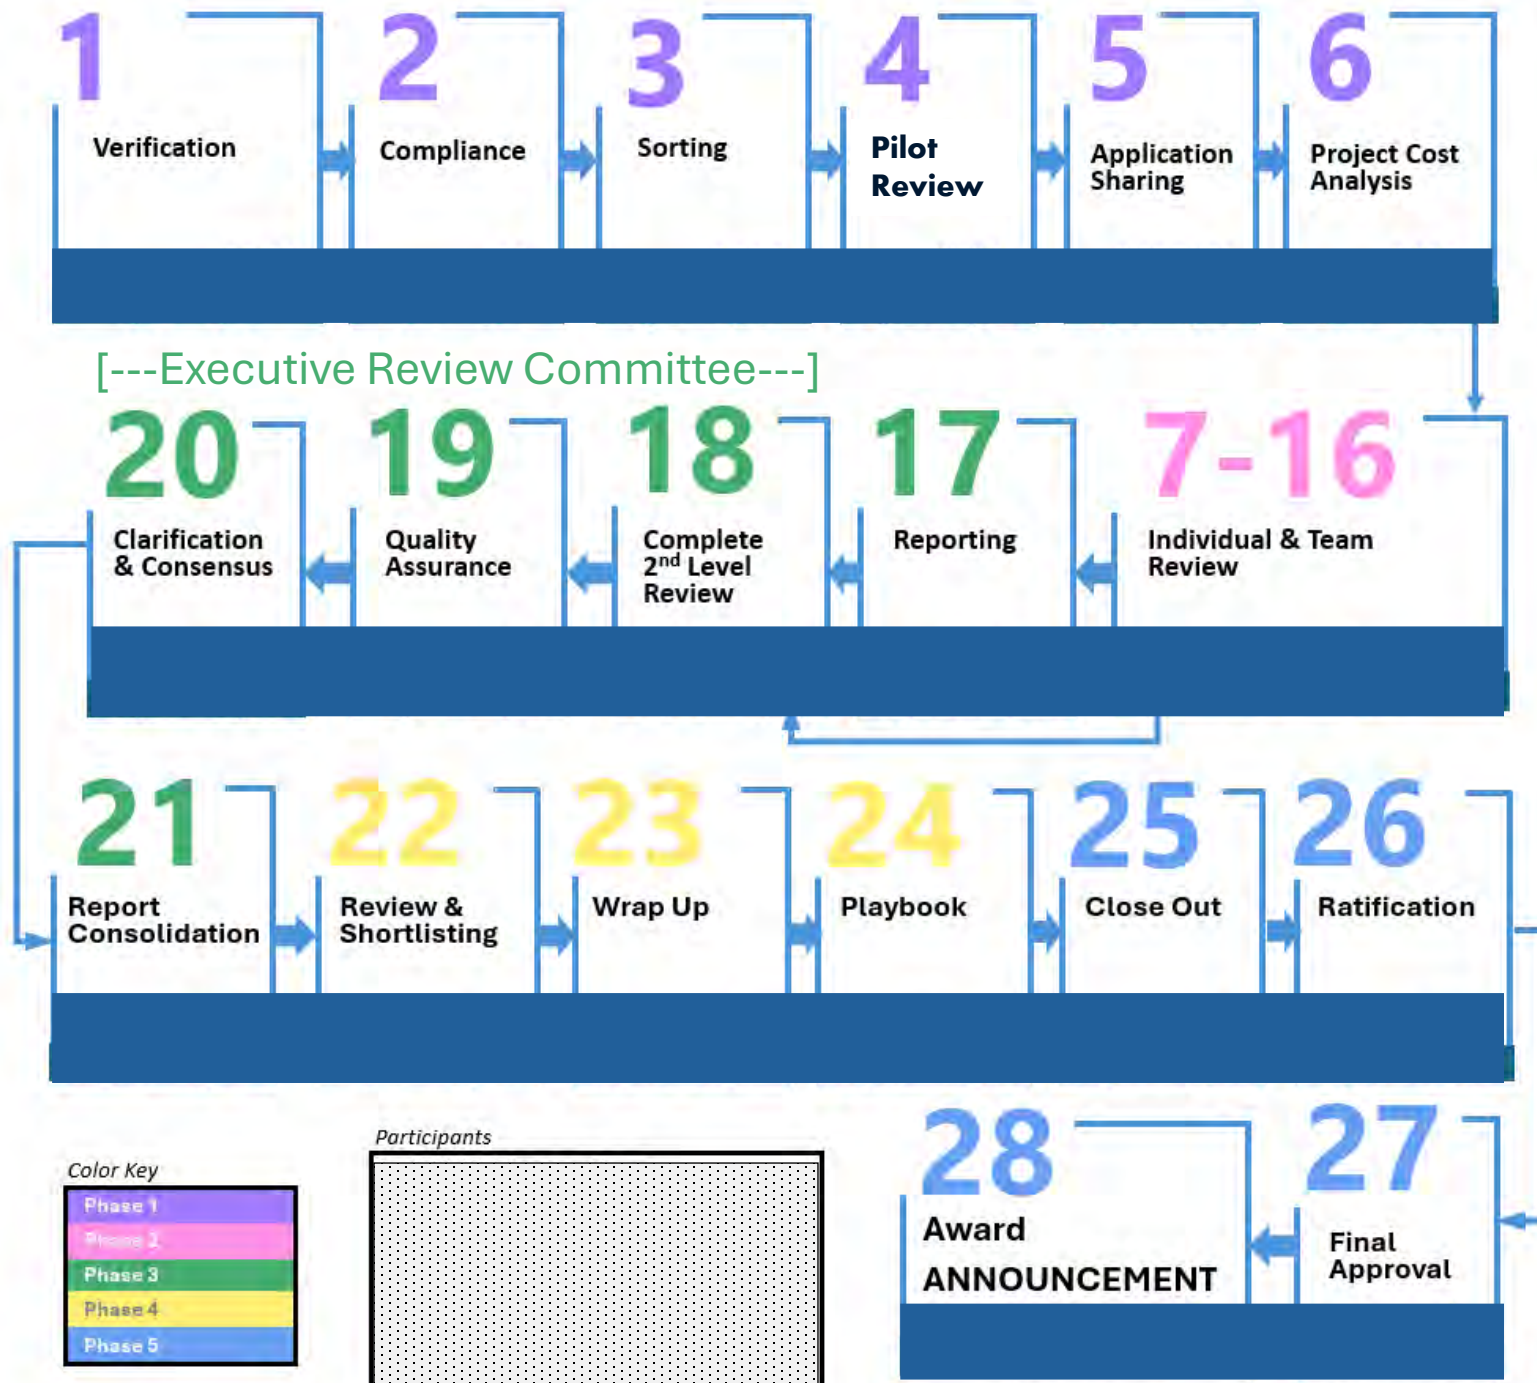 1
Verification
2
Compliance
3
Sorting
4
Pilot
Review
5
Application
Sharing
6
Project Cost
Analysis
[---Executive Review Committee---]
20
Clarification
& Consensus
19
Quality
Assurance
18
Complete
2nd Level
Review
17
Reporting
7-16
Individual & Team
Review
21
Report
Consolidation
22
Review &
Shortlisting
23
Wrap Up
24
Playbook
25
Close Out
26
Ratification
Color Key
Phase 1
Phase 2
Phase 3
Phase 4
Phase 5
Participants
28
Award
ANNOUNCEMENT
27
Final
Approval